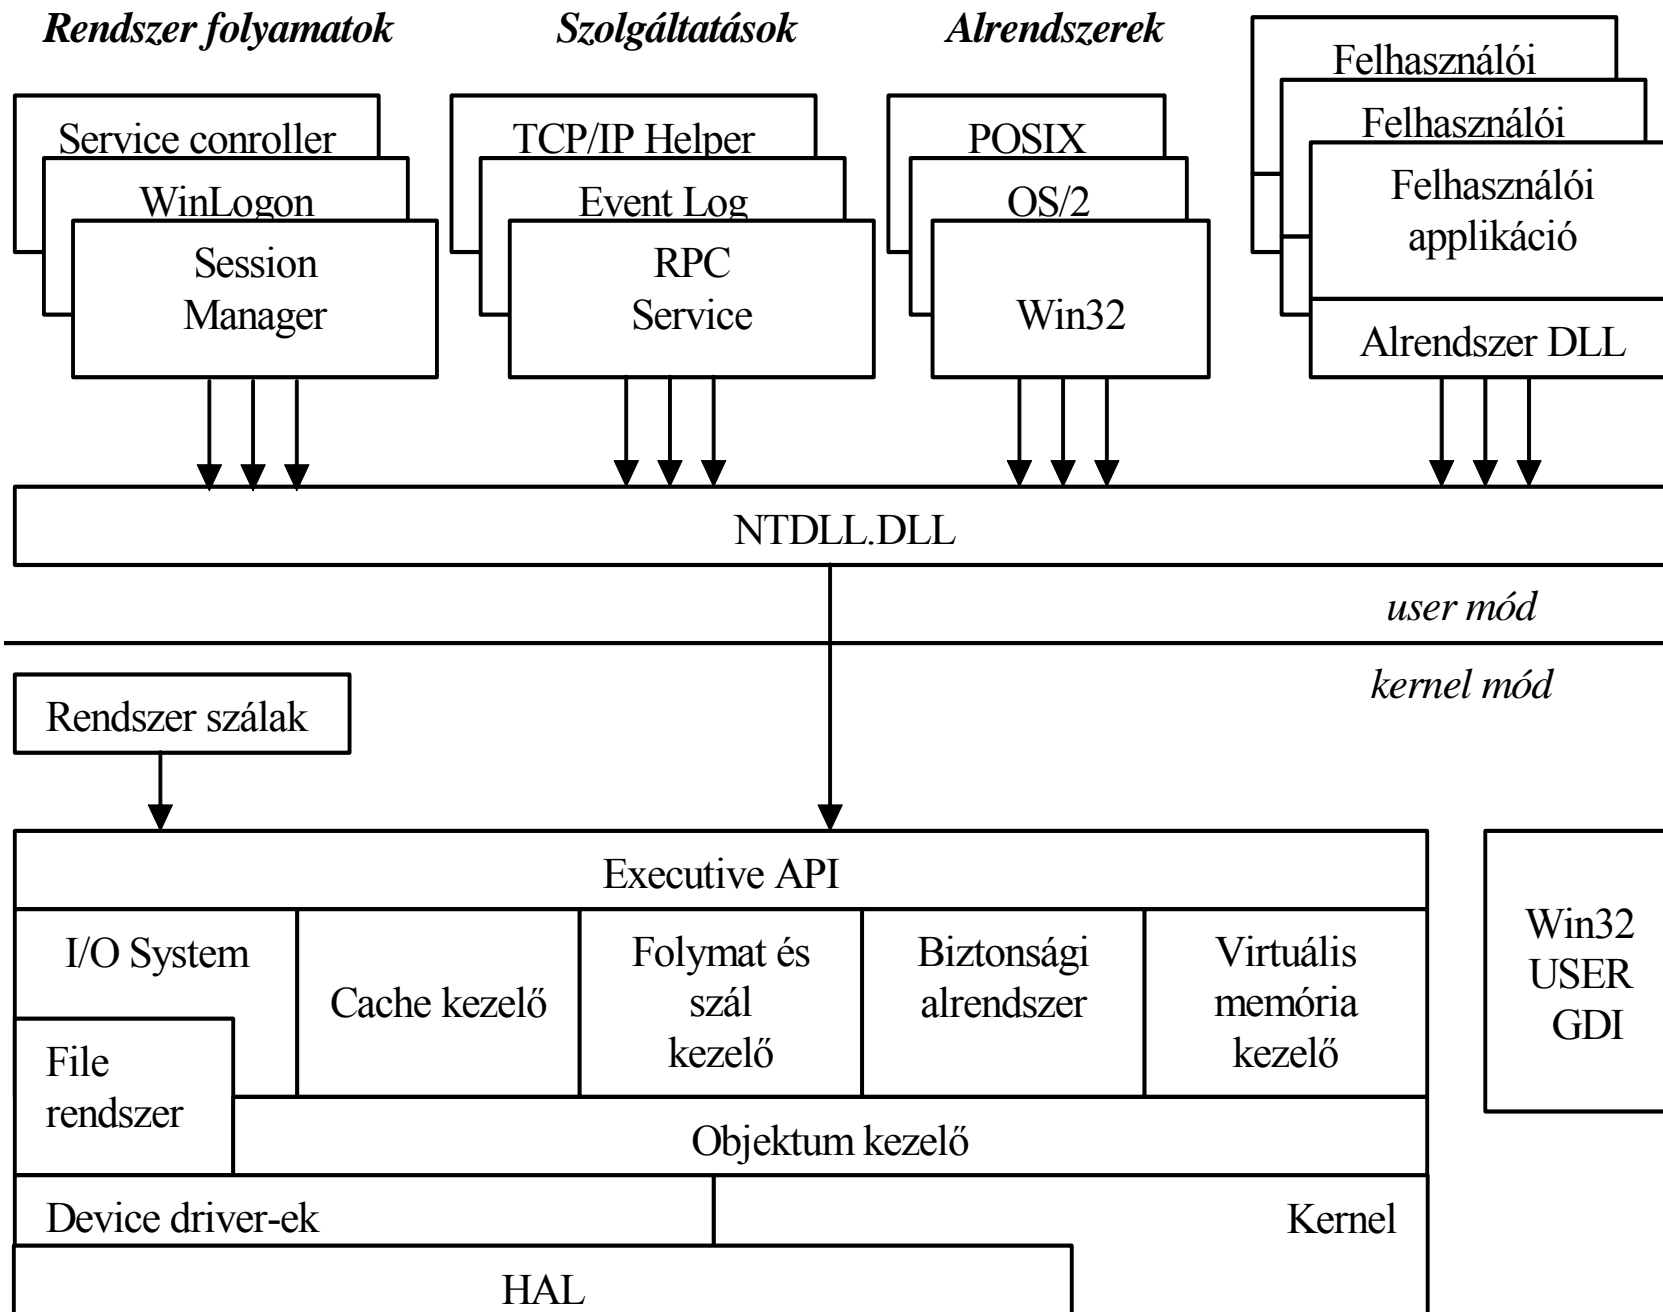 Rendszer folyamatok
Szolgáltatások
Alrendszerek
Felhasználói
Felhasználói
Felhasználói
applikáció
Alrendszer DLL
Service conroller
WinLogon
Session
Manager
TCP/IP Helper
Event Log
RPC
Service
POSIX
OS/2
Win32
NTDLL.DLL
user mód
kernel mód
Rendszer szálak
Executive API
I/O System
Cache kezelő
Folymat és
szál
kezelő
Biztonsági
alrendszer
Virtuális
memória
kezelő
Win32
USER
GDI
File
rendszer
Objektum kezelő
Device driver-ek
Kernel
HAL